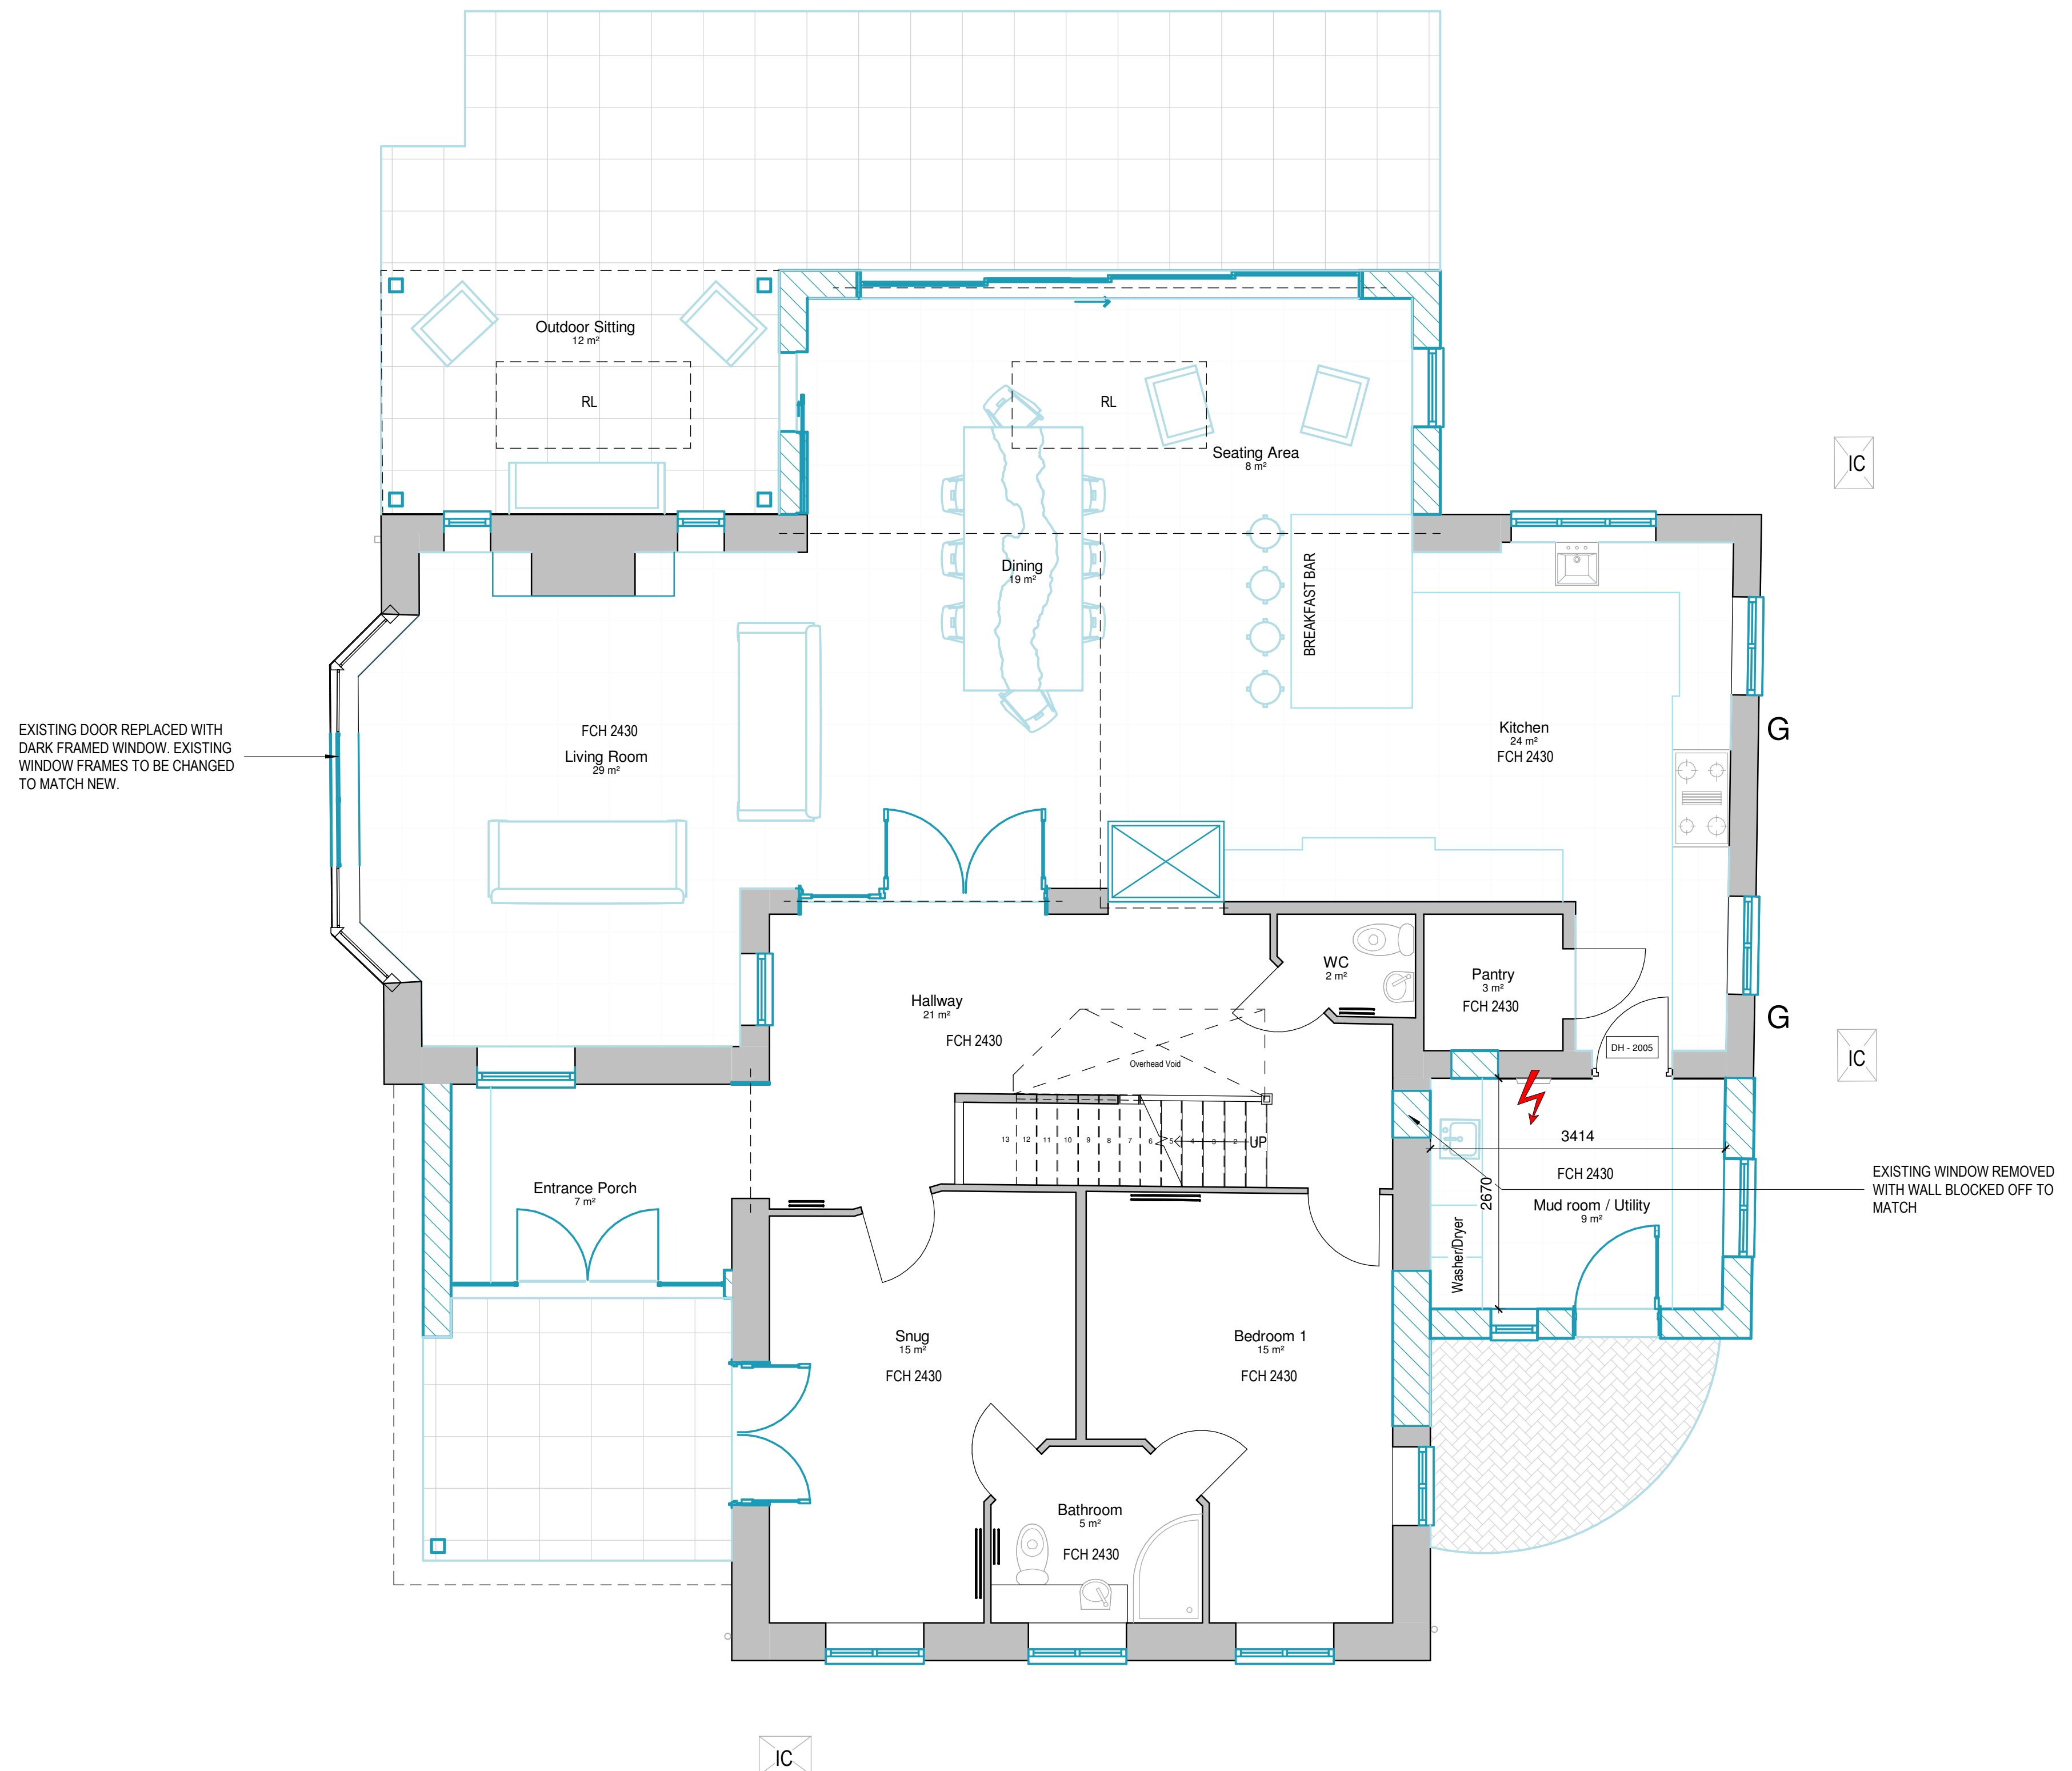 Outdoor Sitting
12 m²
RL
RL
Seating Area
8 m²
IC
Dining
19 m²
BREAKFAST BAR
EXISTING DOOR REPLACED WITH
DARK FRAMED WINDOW. EXISTING
WINDOW FRAMES TO BE CHANGED
TO MATCH NEW.
FCH 2430
Living Room
29 m²
Kitchen
24 m²
FCH 2430
G
WC
2 m²
Pantry
3 m²
FCH 2430
Hallway
21 m²
FCH 2430
G
DH - 2005
IC
Overhead Void
13 12 11 10 9 8 7 6 5 4 3 2 UP
3414
2670
FCH 2430
Mud room / Utility
9 m²
Washer/Dryer
EXISTING WINDOW REMOVED
WITH WALL BLOCKED OFF TO
MATCH
Entrance Porch
7 m²
Snug
15 m²
FCH 2430
Bedroom 1
15 m²
FCH 2430
Bathroom
5 m²
FCH 2430
IC